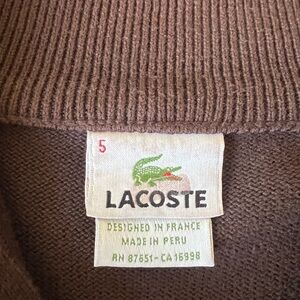 5
LACOSTE
DESIGNED IN FRANCE
MADE IN PERU
RN 87651-CA 16998